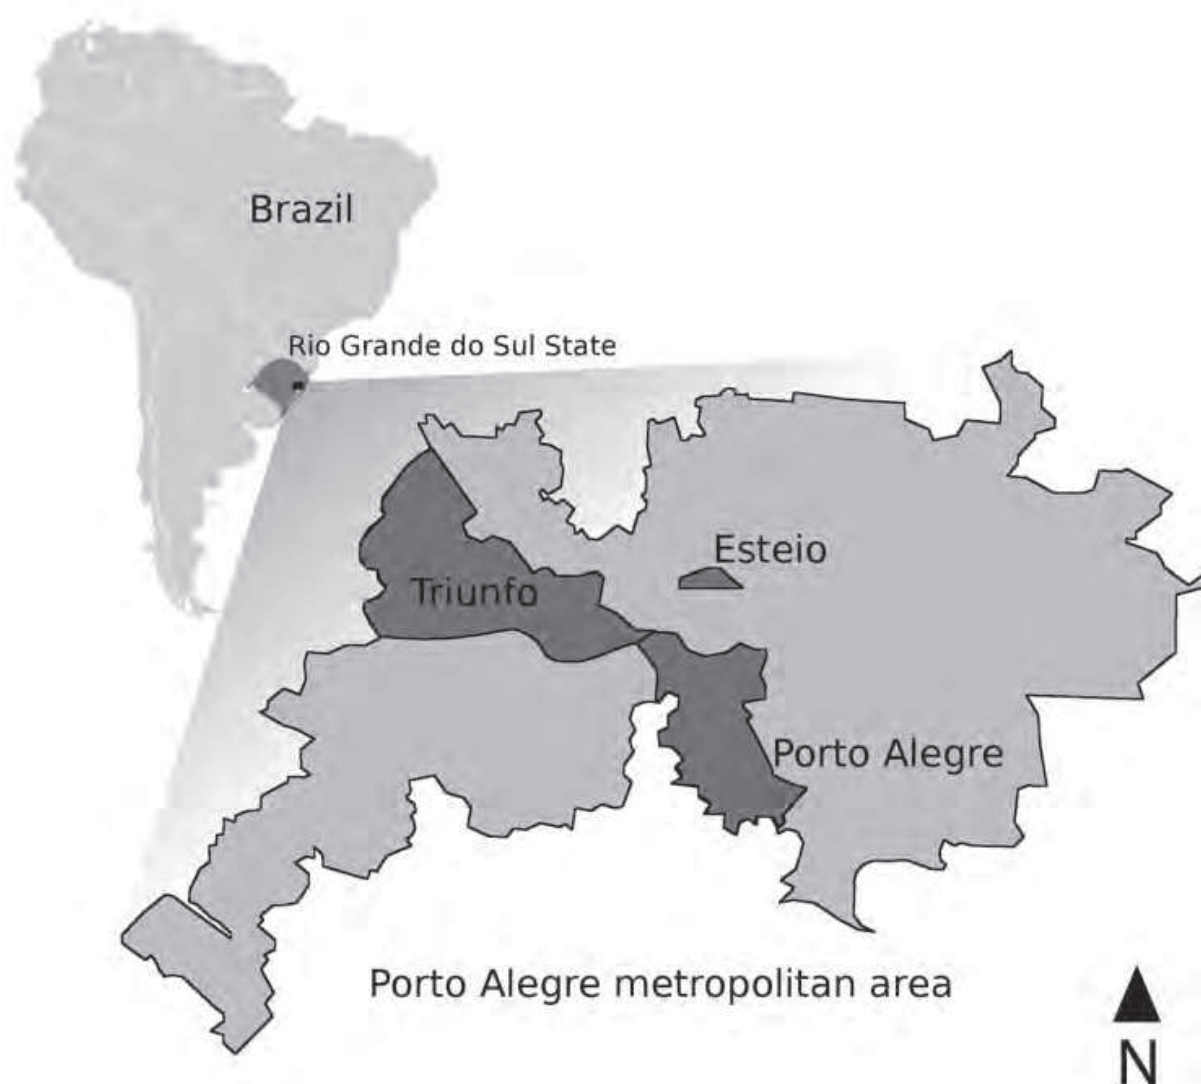 Brazil
Rio Grande do Sul State
Esteio
Triunfo
Porto Alegre
Porto Alegre metropolitan area
N